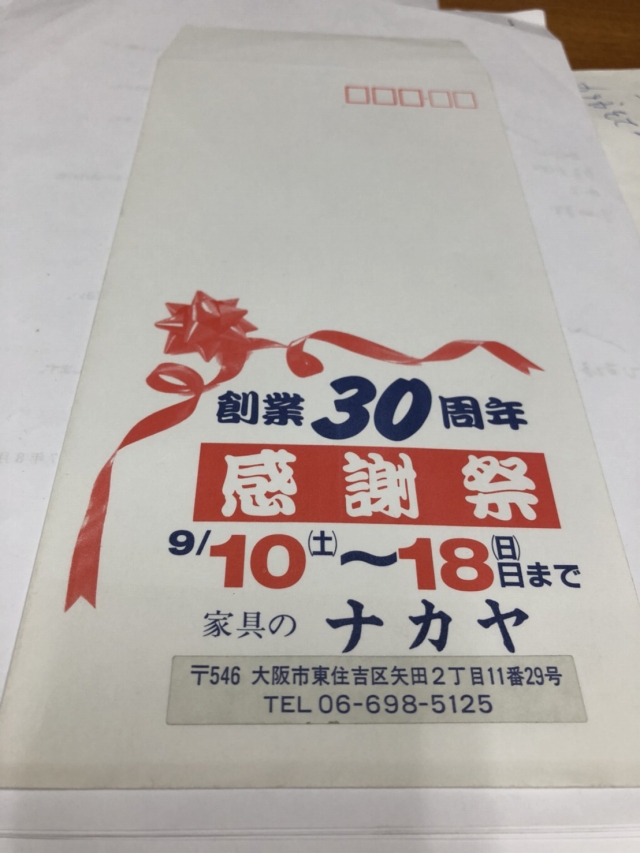 創業30周年
感謝祭
9/10(土)〜18(日)日まで
家具の ナカヤ
〒546 大阪市東住吉区矢田2丁目11番29号
TEL 06-698-5125